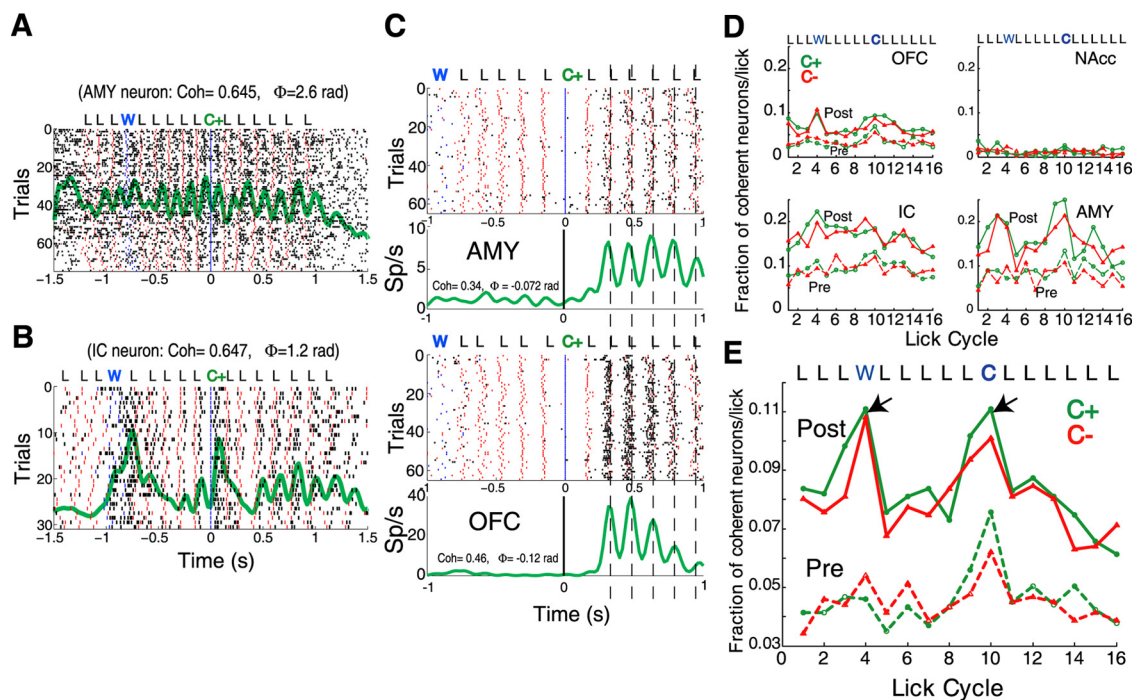 A
(AMY neuron: Coh= 0.645, Φ=2.6 rad)
L L L W L L L L L C+ L L L L L L
Trials
0
20
40
60
-1.5 -1 -0.5 0 0.5 1 1.5
B
(IC neuron: Coh= 0.647, Φ=1.2 rad)
L L L W L L L L L C+ L L L L L L L
Trials
0
10
20
30
-1.5 -1 -0.5 0 0.5 1 1.5
Time (s)
C
W L L L L L C+ L L L L L L
Trials
0
20
40
60
-1 0 0.5 1
Sp/s
10
5
0
AMY
Coh= 0.34, Φ = -0.072 rad
-1 0 0.5 1
W L L L L L C+ L L L L L L
Trials
0
20
40
60
-1 0 0.5 1
Sp/s
40
20
0
OFC
Coh= 0.46, Φ = -0.12 rad
-1 0 0.5 1
Time (s)
D
Fraction of coherent neurons/lick
L L L W L L L L L C L L L L L L
OFC
C+
C-
Post
Pre
0.2
0.1
0
2 4 6 8 10 12 14 16
L L L W L L L L L C L L L L L L
NAcc
0.2
0.1
0
2 4 6 8 10 12 14 16
IC
Post
Pre
0.2
0.1
0
2 4 6 8 10 12 14 16
AMY
Post
Pre
0.2
0.1
0
2 4 6 8 10 12 14 16
Lick Cycle
E
L L L W L L L L L C L L L L L L
C+
C-
Post
Pre
Fraction of coherent neurons/lick
0.11
0.09
0.07
0.05
0.03
0 2 4 6 8 10 12 14 16
Lick Cycle